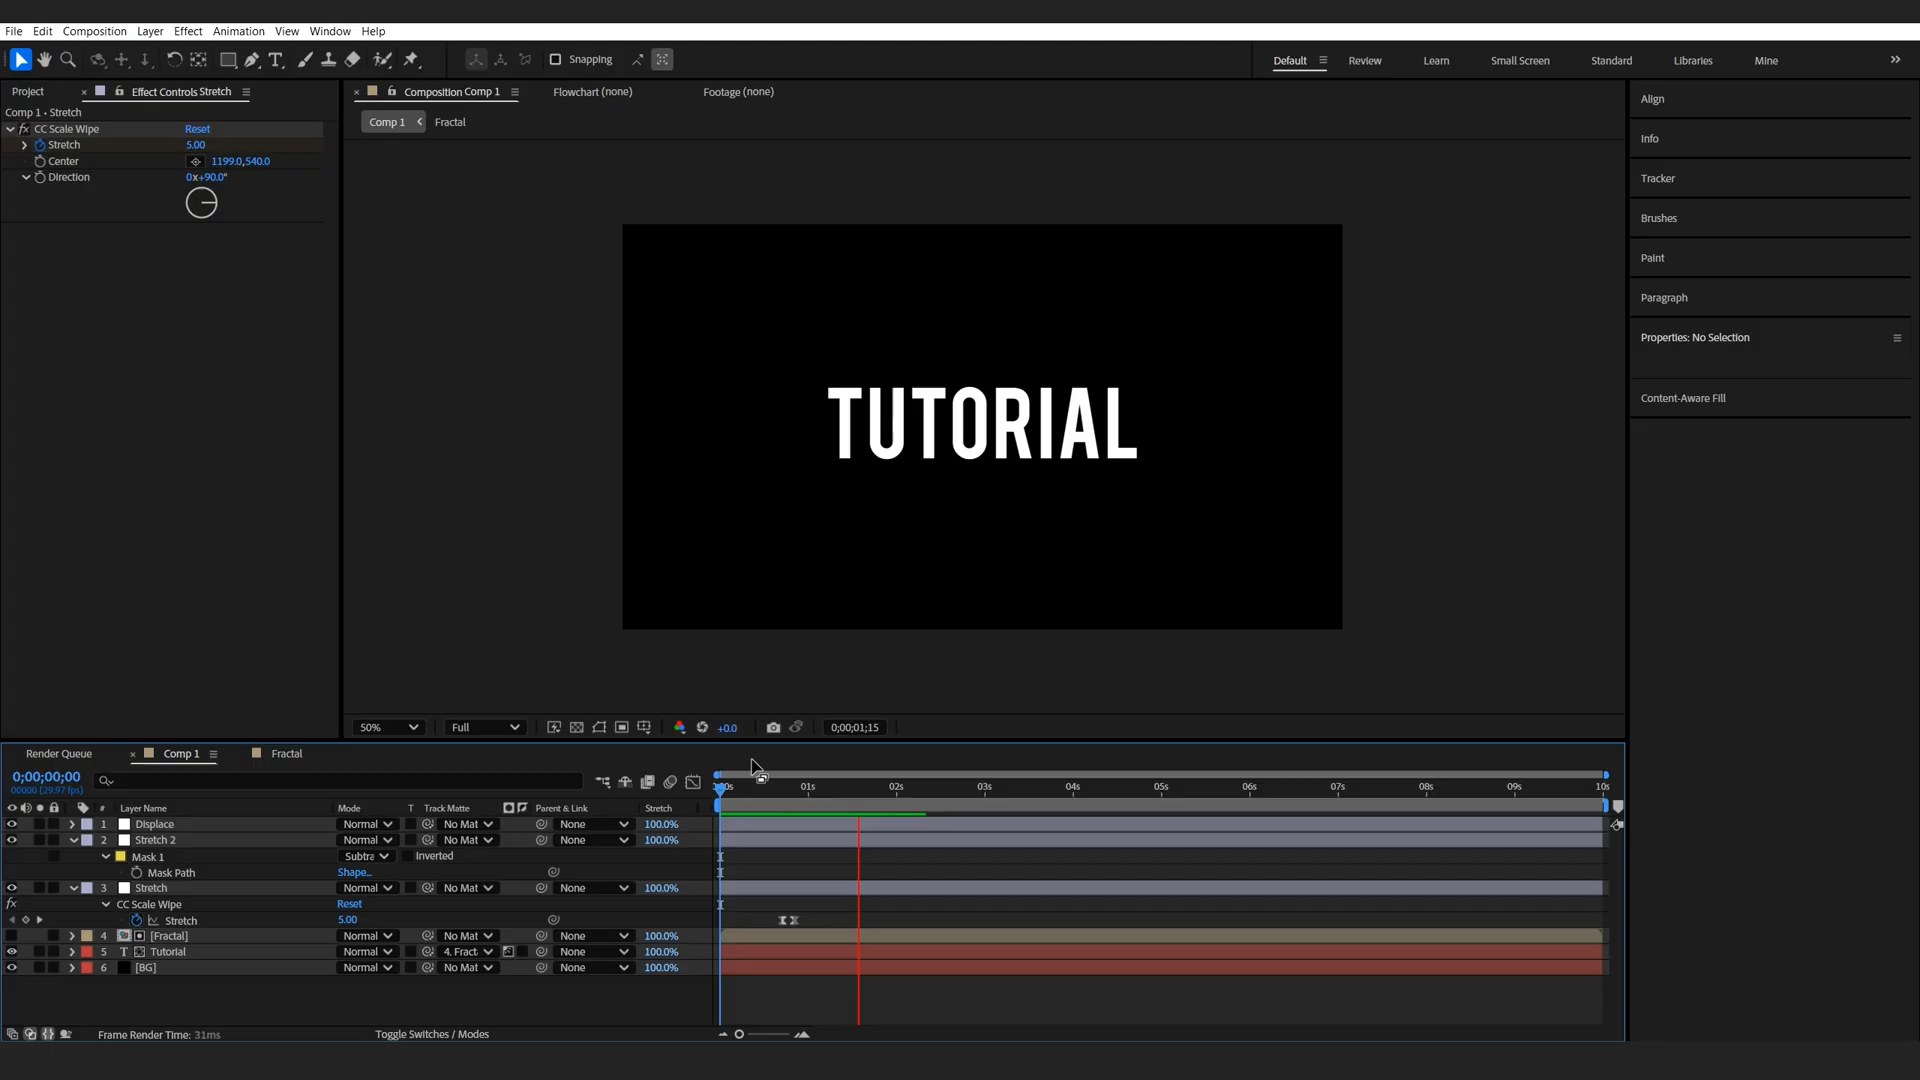 File Edit Composition Layer Effect Animation View Window Help
Snapping
Default Review Learn Small Screen Standard Libraries Mine
Project Effect Controls Stretch
Composition Comp 1 Flowchart (none) Footage (none)
Comp 1 • Stretch
Comp 1 Fractal
fx CC Scale Wipe Reset
Stretch 5.00
Center 1199.0,540.0
Direction 0x+90.0°
Align
Info
Tracker
Brushes
Paint
Paragraph
Properties: No Selection
Content-Aware Fill
TUTORIAL
50% Full +0.0 0;00;01;15
Render Queue Comp 1 Fractal
0;00;00;00
00000 (29.97 fps)
:00s 01s 02s 03s 04s 05s 06s 07s 08s 09s 10s
# Layer Name Mode T Track Matte Parent & Link Stretch
1 Displace Normal No Mat None 100.0%
2 Stretch 2 Normal No Mat None 100.0%
Mask 1 Subtra Inverted
Mask Path Shape...
3 Stretch Normal No Mat None 100.0%
fx CC Scale Wipe Reset
Stretch 5.00
4 [Fractal] Normal No Mat None 100.0%
5 T Tutorial Normal 4. Fract None 100.0%
6 [BG] Normal No Mat None 100.0%
Frame Render Time: 31ms Toggle Switches / Modes